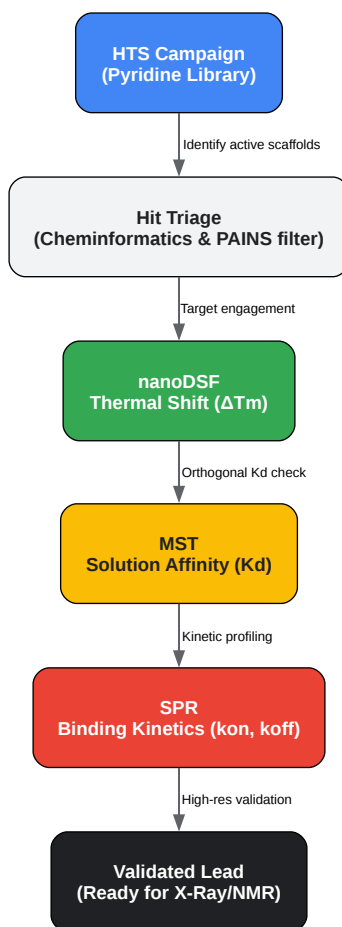 HTS Campaign
(Pyridine Library)
Identify active scaffolds
Hit Triage
(Cheminformatics & PAINS filter)
Target engagement
nanoDSF
Thermal Shift (ΔTm)
Orthogonal Kd check
MST
Solution Affinity (Kd)
Kinetic profiling
SPR
Binding Kinetics (kon, koff)
High-res validation
Validated Lead
(Ready for X-Ray/NMR)